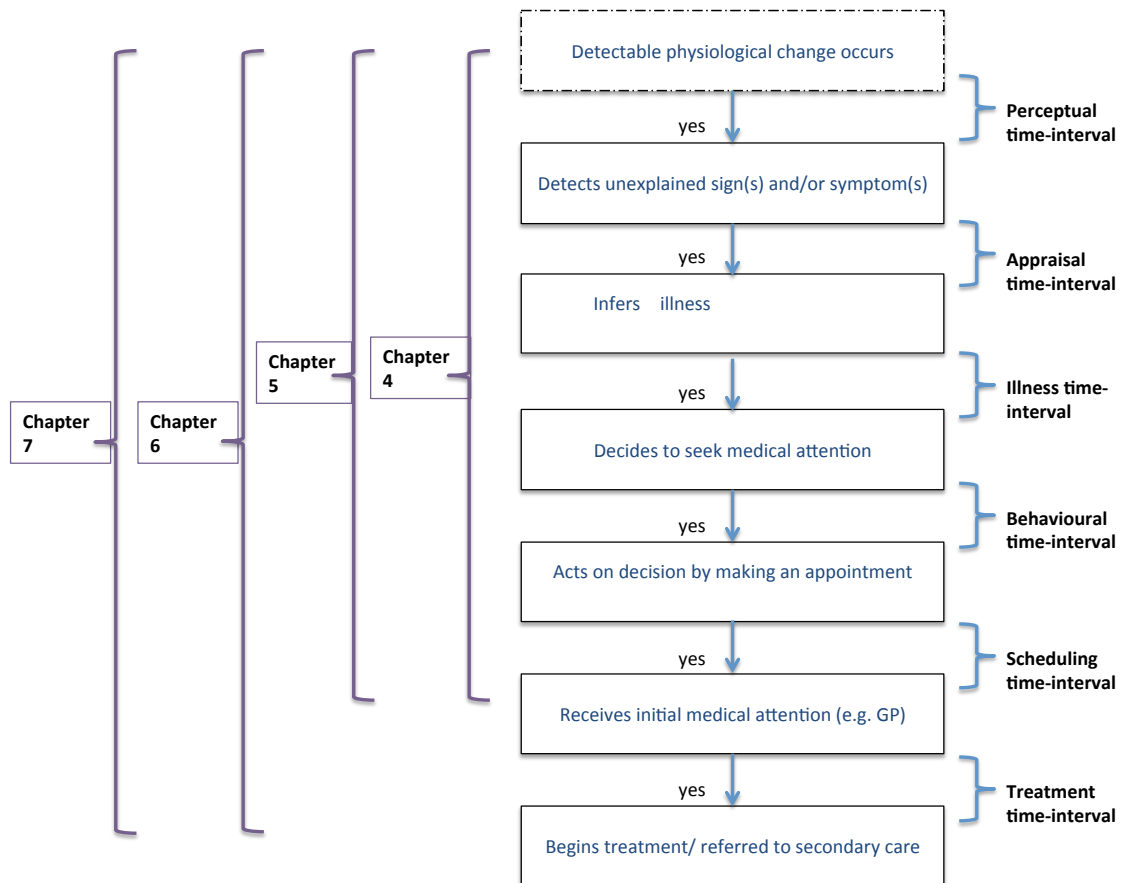 Detectable physiological change occurs
Perceptual
time-interval
yes
Detects unexplained sign(s) and/or symptom(s)
Appraisal
time-interval
yes
Infers illness
Chapter
5
Chapter
4
Illness time-
interval
yes
Chapter
7
Chapter
6
Decides to seek medical attention
Behavioural
time-interval
yes
Acts on decision by making an appointment
Scheduling
time-interval
yes
Receives initial medical attention (e.g. GP)
Treatment
time-interval
yes
Begins treatment/ referred to secondary care